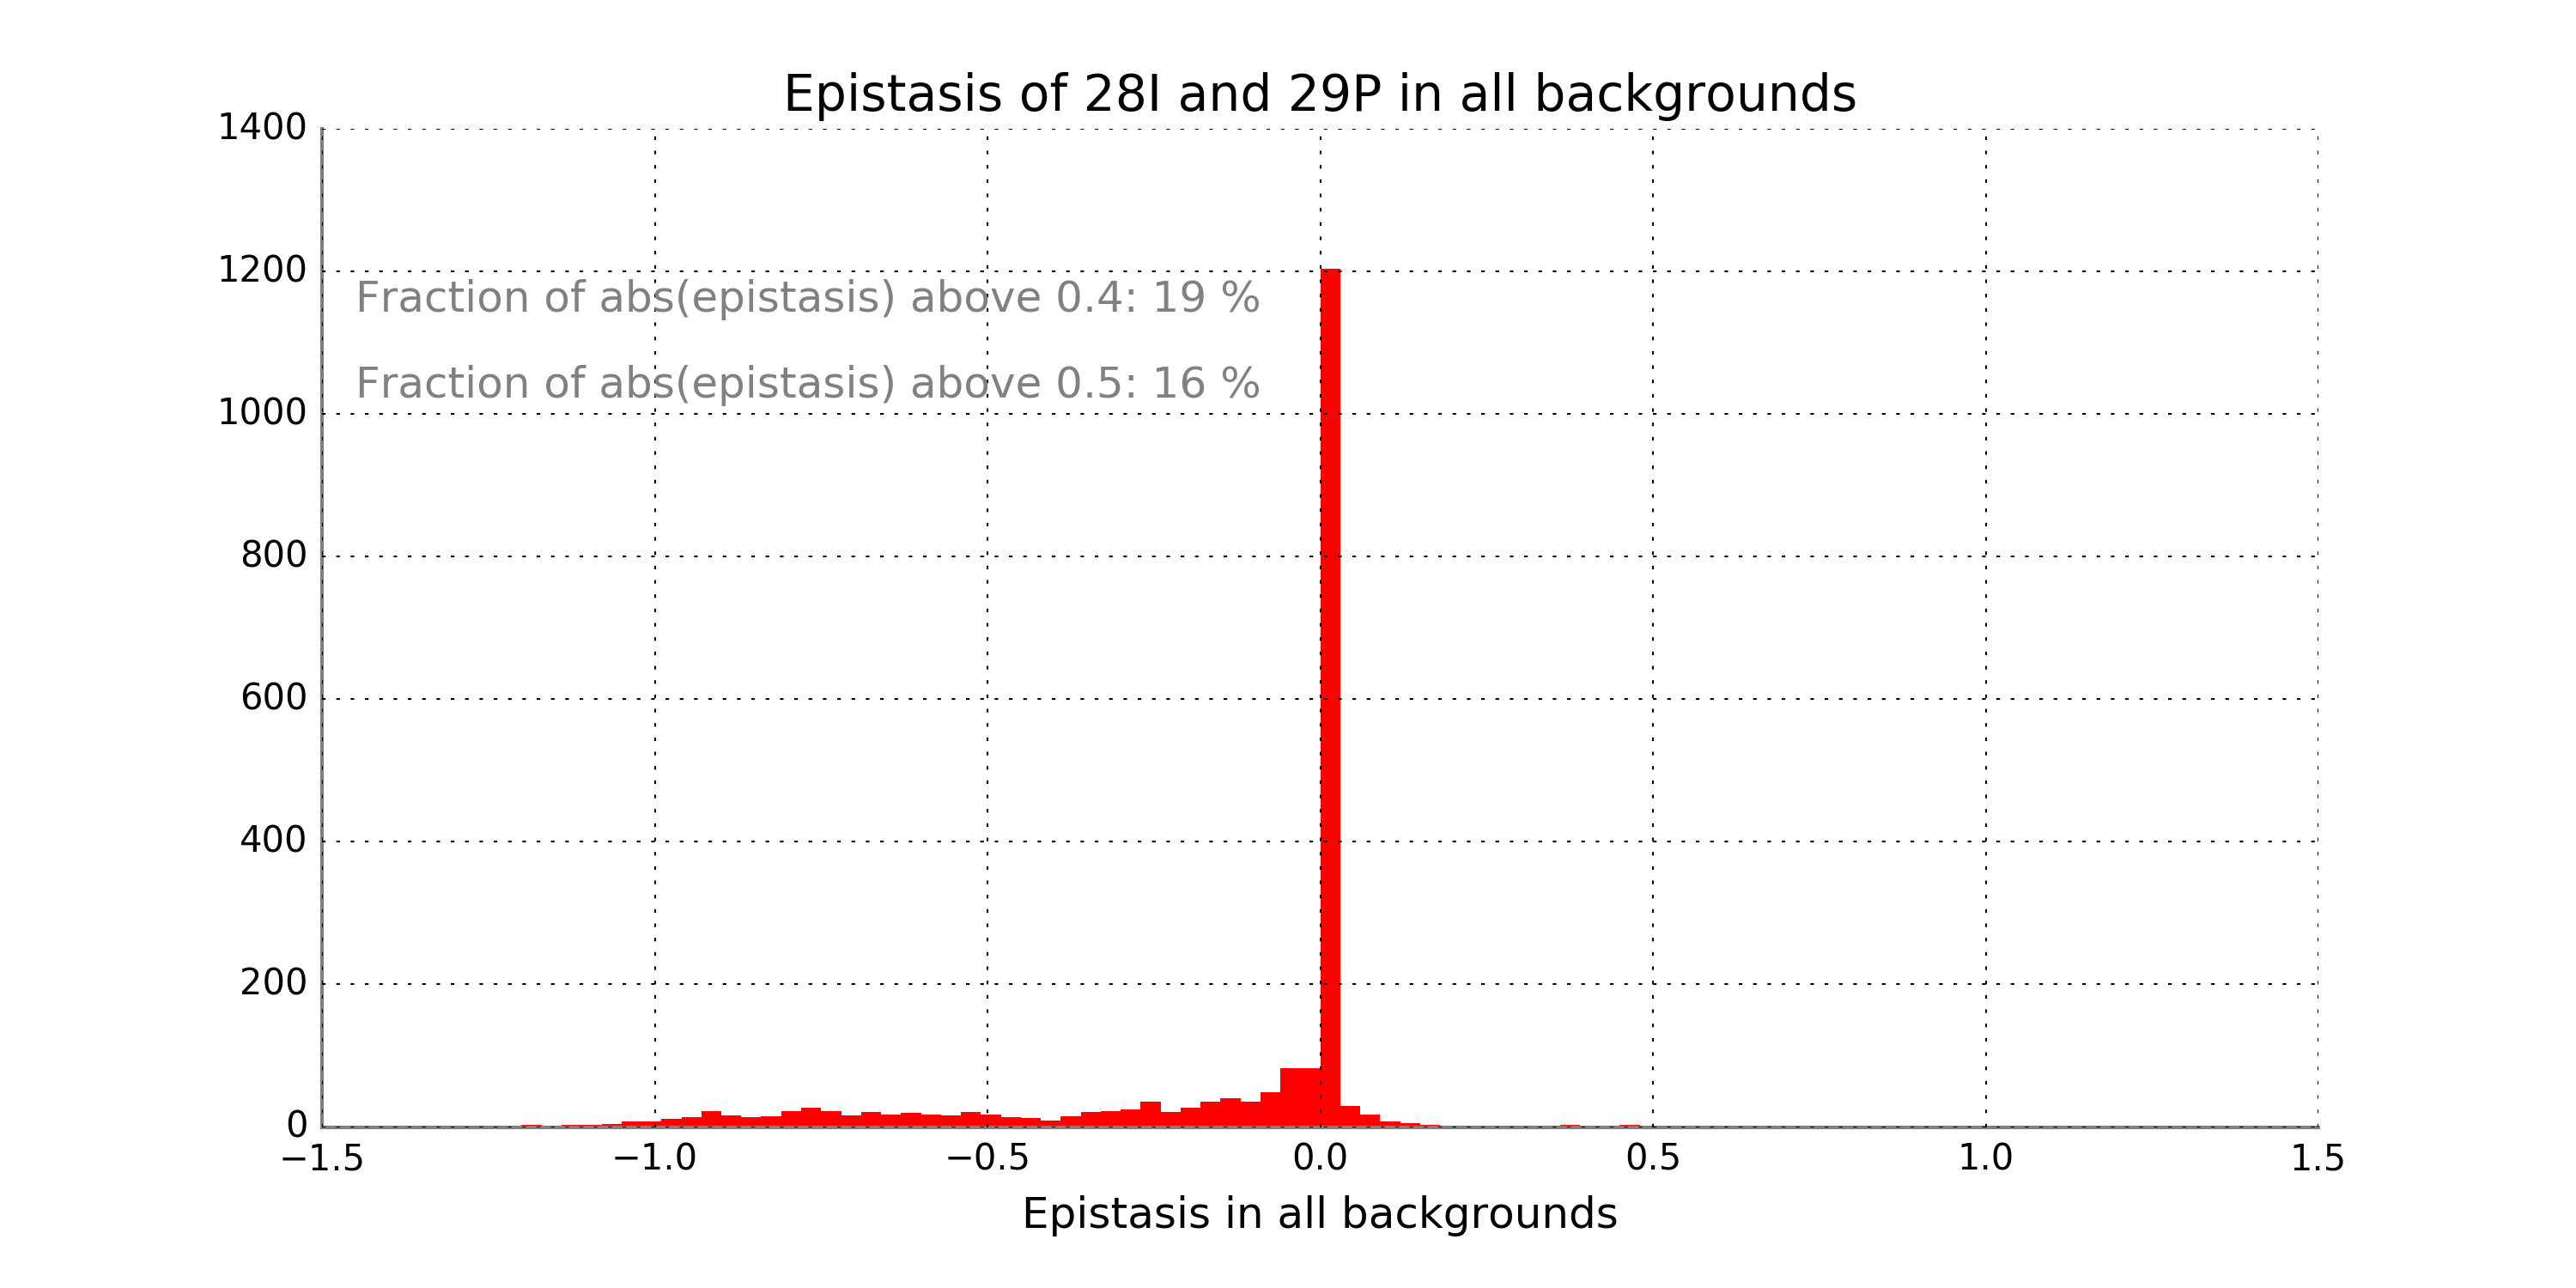 Epistasis of 28I and 29P in all backgrounds
1400
1200
Fraction of abs(epistasis) above 0.4: 19 %
Fraction of abs(epistasis) above 0.5: 16 %
1000
800
600
400
200
0
−1.5 −1.0 −0.5 0.0 0.5 1.0 1.5
Epistasis in all backgrounds